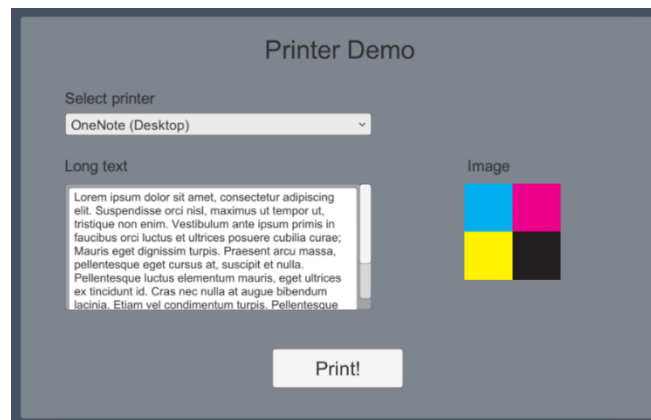 Printer Demo
Select printer
OneNote (Desktop)
Long text
Image
Lorem ipsum dolor sit amet, consectetur adipiscing
elit. Suspendisse orci nisl, maximus ut tempor ut,
tristique non enim. Vestibulum ante ipsum primis in
faucibus orci luctus et ultrices posuere cubilia curae;
Mauris eget dignissim turpis. Praesent arcu massa,
pellentesque eget cursus at, suscipit et nulla.
Pellentesque luctus elementum mauris, eget ultrices
ex tincidunt id. Cras nec nulla at augue bibendum
lacinia. Etiam vel condimentum turpis. Pellentesque
Print!